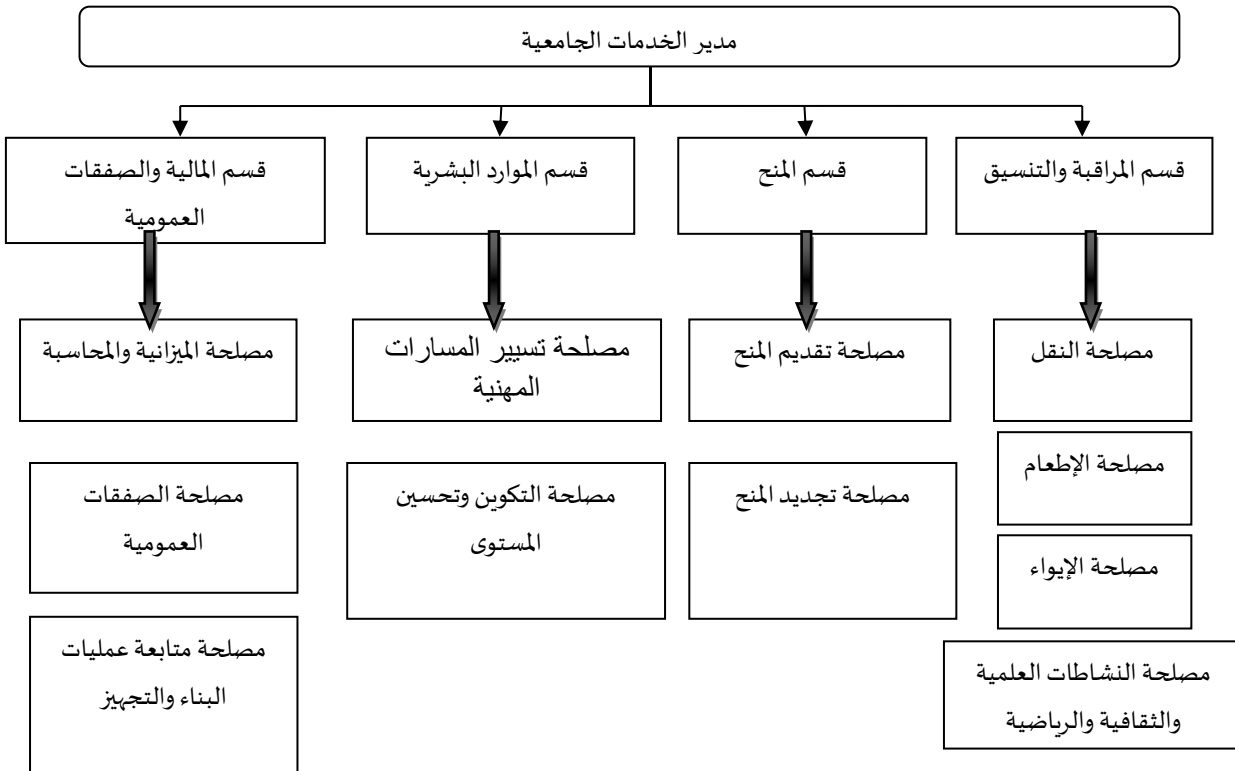 مدير الخدمات الجامعية
قسم المراقبة والتنسيق
قسم المنح
قسم الموارد البشرية
قسم المالية والصفقات
العمومية
مصلحة النقل
مصلحة الإطعام
مصلحة الإيواء
مصلحة النشاطات العلمية
والثقافية والرياضية
مصلحة تقديم المنح
مصلحة تجديد المنح
مصلحة تسيير المسارات
المهنية
مصلحة التكوين وتحسين
المستوى
مصلحة الميزانية والمحاسبة
مصلحة الصفقات
العمومية
مصلحة متابعة عمليات
البناء والتجهيز